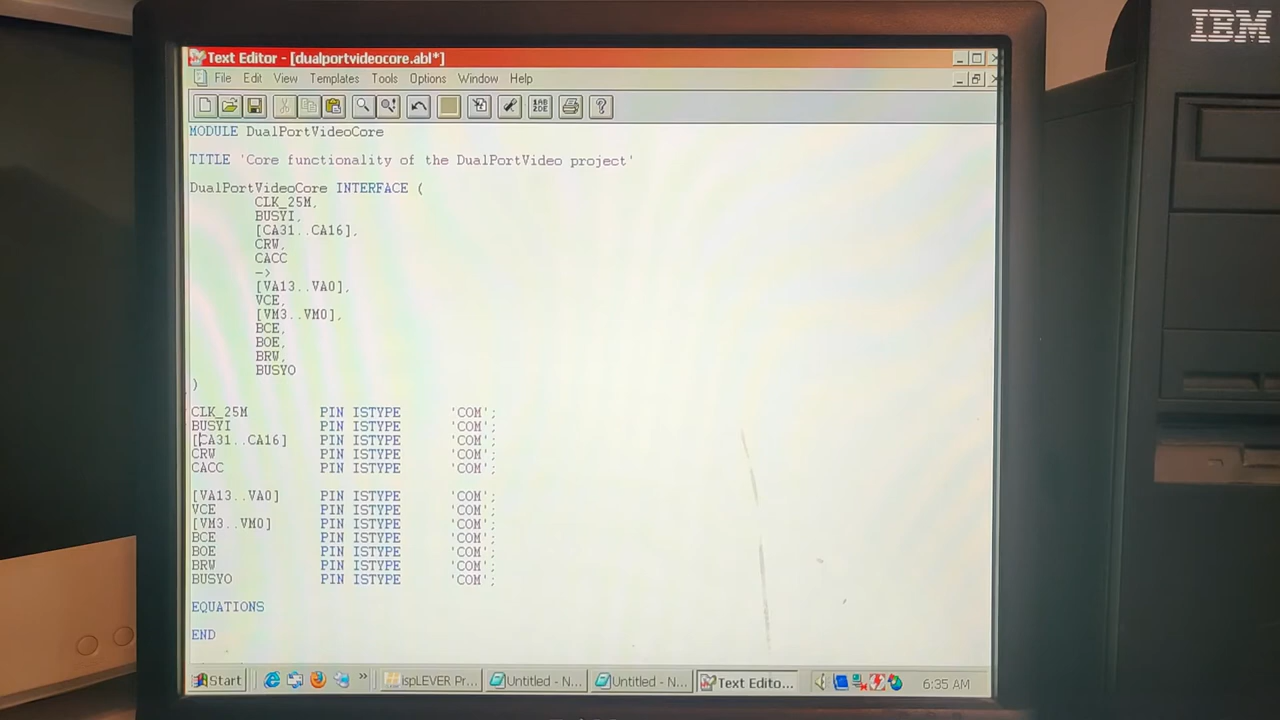 IBM
Text Editor - [dualportvideocore.abl*]
File Edit View Templates Tools Options Window Help
MODULE DualPortVideoCore
TITLE 'Core functionality of the DualPortVideo project'
DualPortVideoCore INTERFACE (
CLK_25M,
BUSYI,
[CA31..CA16],
CRW,
CACC
->
[VA13..VA0],
VCE,
[VM3..VM0],
BCE,
BOE,
BRW,
BUSYO
)
CLK_25M PIN ISTYPE 'COM';
BUSYI PIN ISTYPE 'COM';
[CA31..CA16] PIN ISTYPE 'COM';
CRW PIN ISTYPE 'COM';
CACC PIN ISTYPE 'COM';
[VA13..VA0] PIN ISTYPE 'COM';
VCE PIN ISTYPE 'COM';
[VM3..VM0] PIN ISTYPE 'COM';
BCE PIN ISTYPE 'COM';
BOE PIN ISTYPE 'COM';
BRW PIN ISTYPE 'COM';
BUSYO PIN ISTYPE 'COM';
EQUATIONS
END
Start ispLEVER Pr... Untitled - N... Untitled - N... Text Edito... 6:35 AM